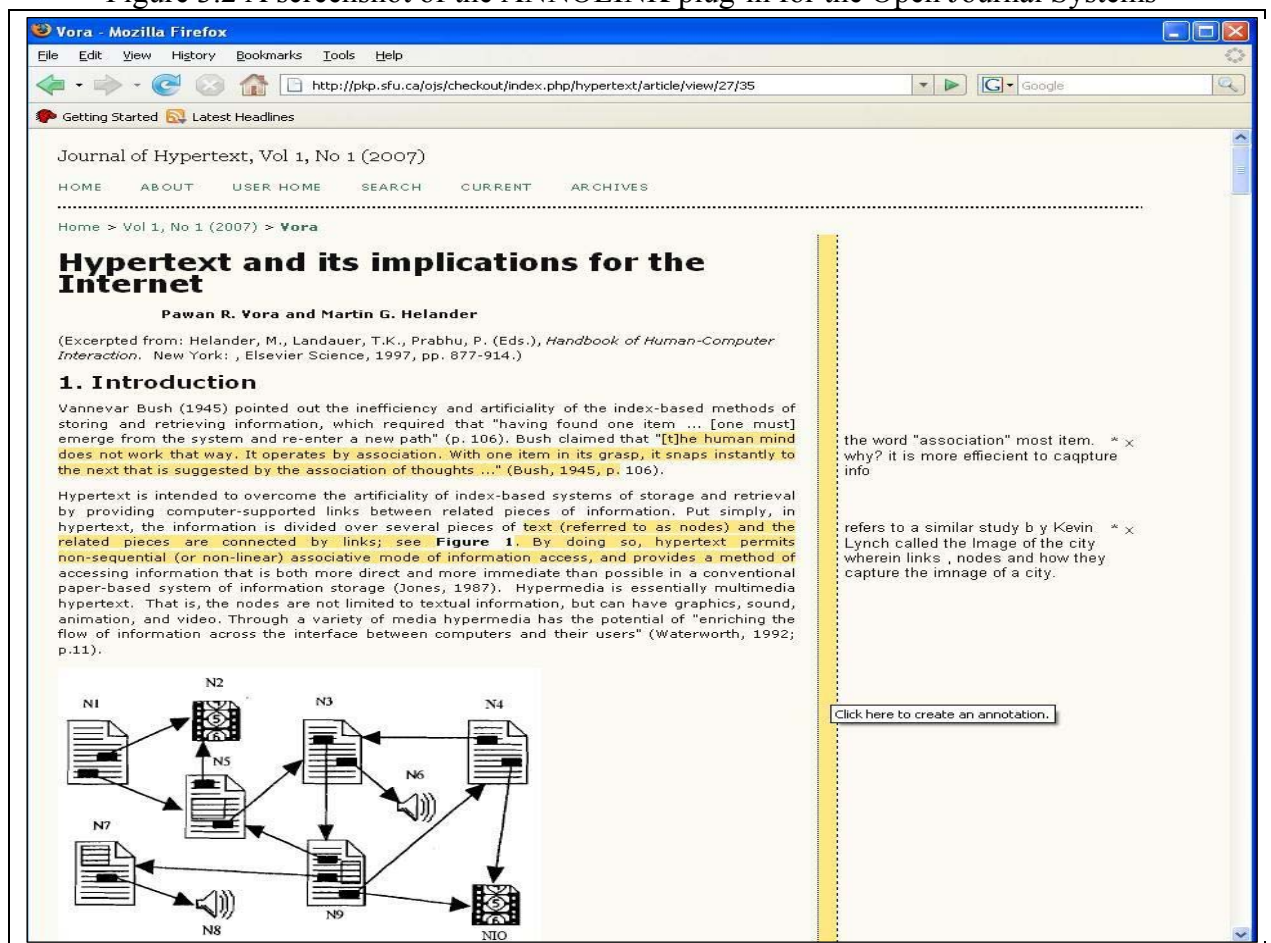 Figure 3.2 A screenshot of the ANNOLINK plug-in for the Open Journal Systems
Vora - Mozilla Firefox
File Edit View History Bookmarks Tools Help
http://pkp.sfu.ca/ojs/checkout/index.php/hypertext/article/view/27/35
G Google
Getting Started Latest Headlines
Journal of Hypertext, Vol 1, No 1 (2007)
HOME ABOUT USER HOME SEARCH CURRENT ARCHIVES
Home > Vol 1, No 1 (2007) > Vora
Hypertext and its implications for the
Internet
Pawan R. Vora and Martin G. Helander
(Excerpted from: Helander, M., Landauer, T.K., Prabhu, P. (Eds.), Handbook of Human-Computer
Interaction. New York: , Elsevier Science, 1997, pp. 877-914.)
1. Introduction
Vannevar Bush (1945) pointed out the inefficiency and artificiality of the index-based methods of
storing and retrieving information, which required that "having found one item ... [one must]
emerge from the system and re-enter a new path" (p. 106). Bush claimed that "[t]he human mind
does not work that way. It operates by association. With one item in its grasp, it snaps instantly to
the next that is suggested by the association of thoughts ..." (Bush, 1945, p. 106).
the word "association" most item. * x
why? it is more effiecient to caqpture
info
Hypertext is intended to overcome the artificiality of index-based systems of storage and retrieval
by providing computer-supported links between related pieces of information. Put simply, in
hypertext, the information is divided over several pieces of text (referred to as nodes) and the
related pieces are connected by links; see Figure 1. By doing so, hypertext permits
non-sequential (or non-linear) associative mode of information access, and provides a method of
accessing information that is both more direct and more immediate than possible in a conventional
paper-based system of information storage (Jones, 1987). Hypermedia is essentially multimedia
hypertext. That is, the nodes are not limited to textual information, but can have graphics, sound,
animation, and video. Through a variety of media hypermedia has the potential of "enriching the
flow of information across the interface between computers and their users" (Waterworth, 1992;
p.11).
refers to a similar study b y Kevin * x
Lynch called the Image of the city
wherein links , nodes and how they
capture the imnage of a city.
Click here to create an annotation.
N1
N2
N3
N4
N5
N6
N7
N8
N9
N10